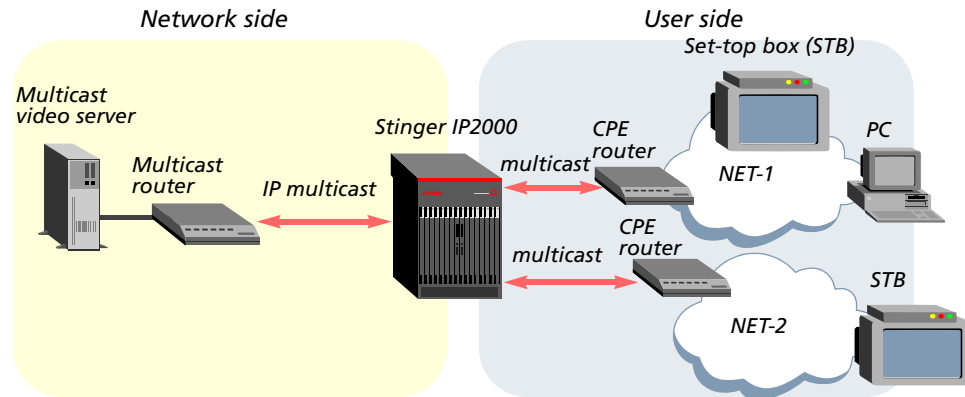 Network side
User side
Set-top box (STB)
Multicast
video server
Stinger IP2000
CPE
router
PC
multicast
Multicast
router
IP multicast
NET-1
CPE
router
multicast
STB
NET-2